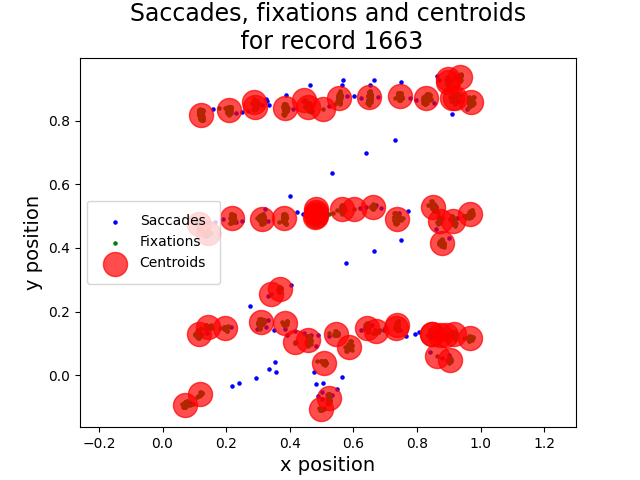 Saccades, fixations and centroids
for record 1663
y position
0.8
0.6
0.4
0.2
0.0
Saccades
Fixations
Centroids
−0.2
0.0
0.2
0.4
0.6
0.8
1.0
1.2
x position